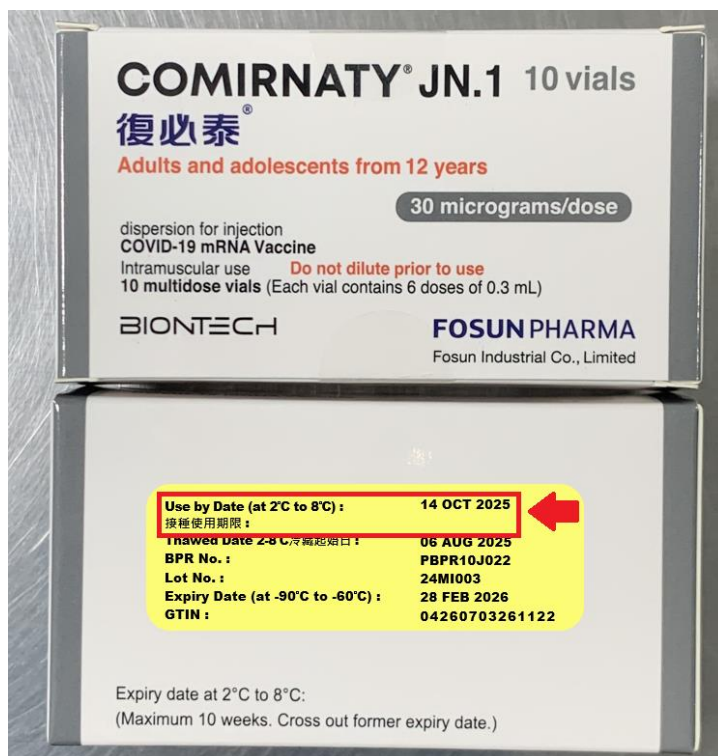 COMIRNATY® JN.1 10 vials
復必泰®
Adults and adolescents from 12 years
30 micrograms/dose
dispersion for injection
COVID-19 mRNA Vaccine
Intramuscular use Do not dilute prior to use
10 multidose vials (Each vial contains 6 doses of 0.3 mL)
BIONTECH FOSUN PHARMA
Fosun Industrial Co., Limited
Use by Date (at 2°C to 8°C) : 14 OCT 2025
接種使用期限 :
Thawed Date 2-8°C冷藏起始日 : 06 AUG 2025
BPR No. : PBPR10J022
Lot No. : 24MI003
Expiry Date (at -90°C to -60°C) : 28 FEB 2026
GTIN : 04260703261122
Expiry date at 2°C to 8°C:
(Maximum 10 weeks. Cross out former expiry date.)